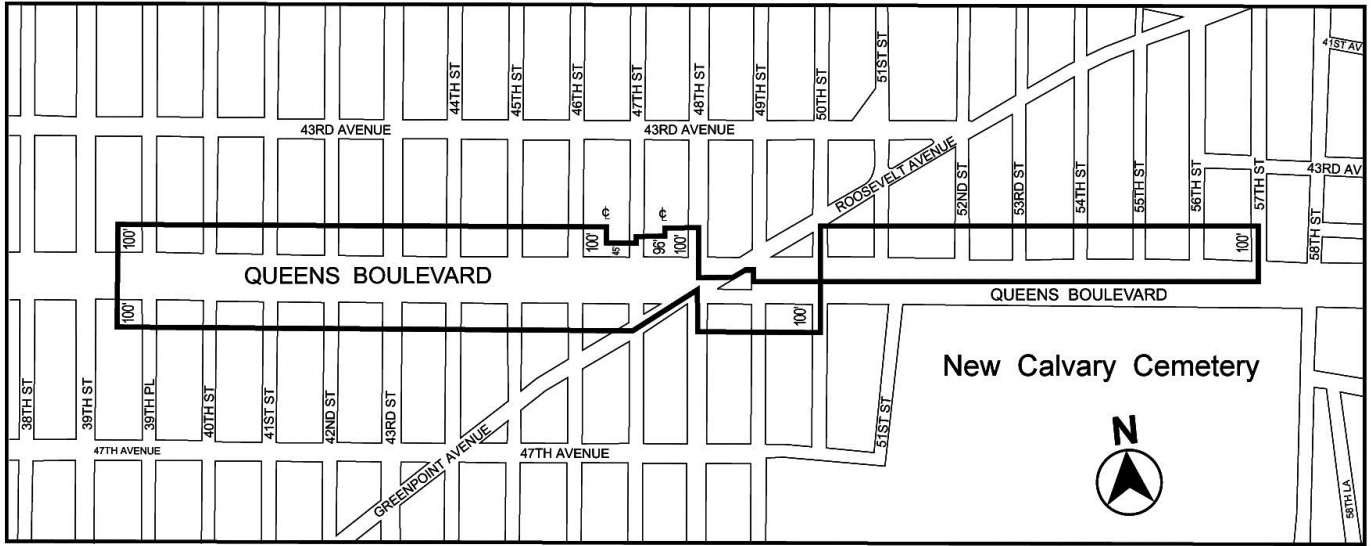 44TH ST
45TH ST
46TH ST
47TH ST
48TH ST
49TH ST
50TH ST
51ST ST
41ST AV
43RD AVENUE
43RD AVENUE
ROOSEVELT AVENUE
52ND ST
53RD ST
54TH ST
55TH ST
56TH ST
57TH ST
43RD AV
58TH ST
℄
℄
100'
100'
45'
96'
100'
100'
QUEENS BOULEVARD
QUEENS BOULEVARD
100'
100'
New Calvary Cemetery
38TH ST
39TH ST
39TH PL
40TH ST
41ST ST
42ND ST
43RD ST
51ST ST
47TH AVENUE
GREENPOINT AVENUE
47TH AVENUE
N
58TH LA